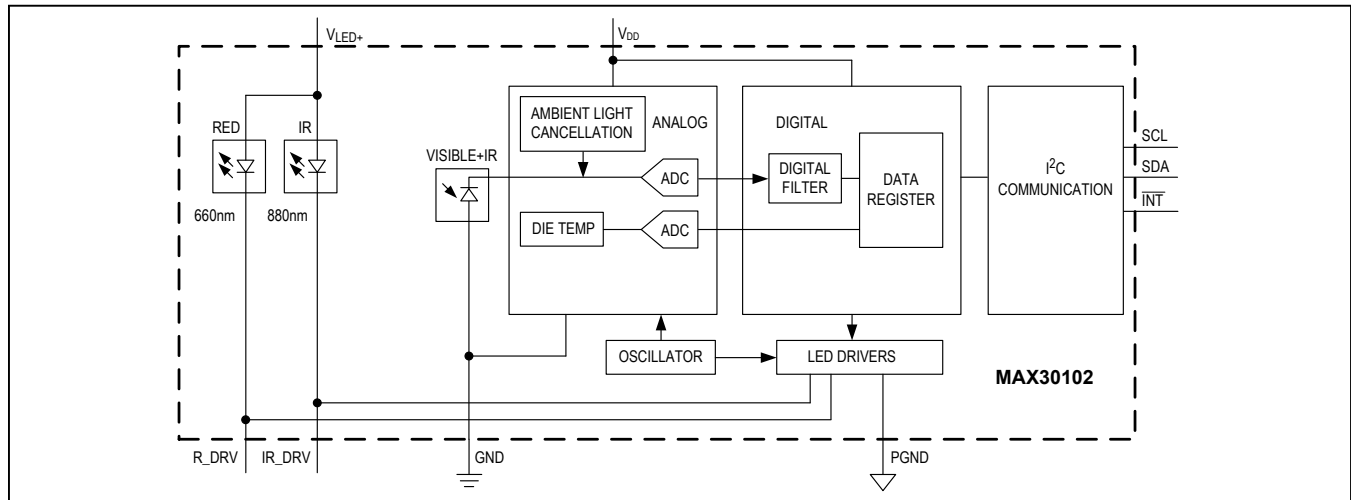 VLED+
VDD
RED
IR
660nm
880nm
VISIBLE+IR
AMBIENT LIGHT
CANCELLATION
ANALOG
ADC
DIE TEMP
ADC
DIGITAL
DIGITAL
FILTER
DATA
REGISTER
I2C
COMMUNICATION
SCL
SDA
INT
OSCILLATOR
LED DRIVERS
MAX30102
R_DRV
IR_DRV
GND
PGND